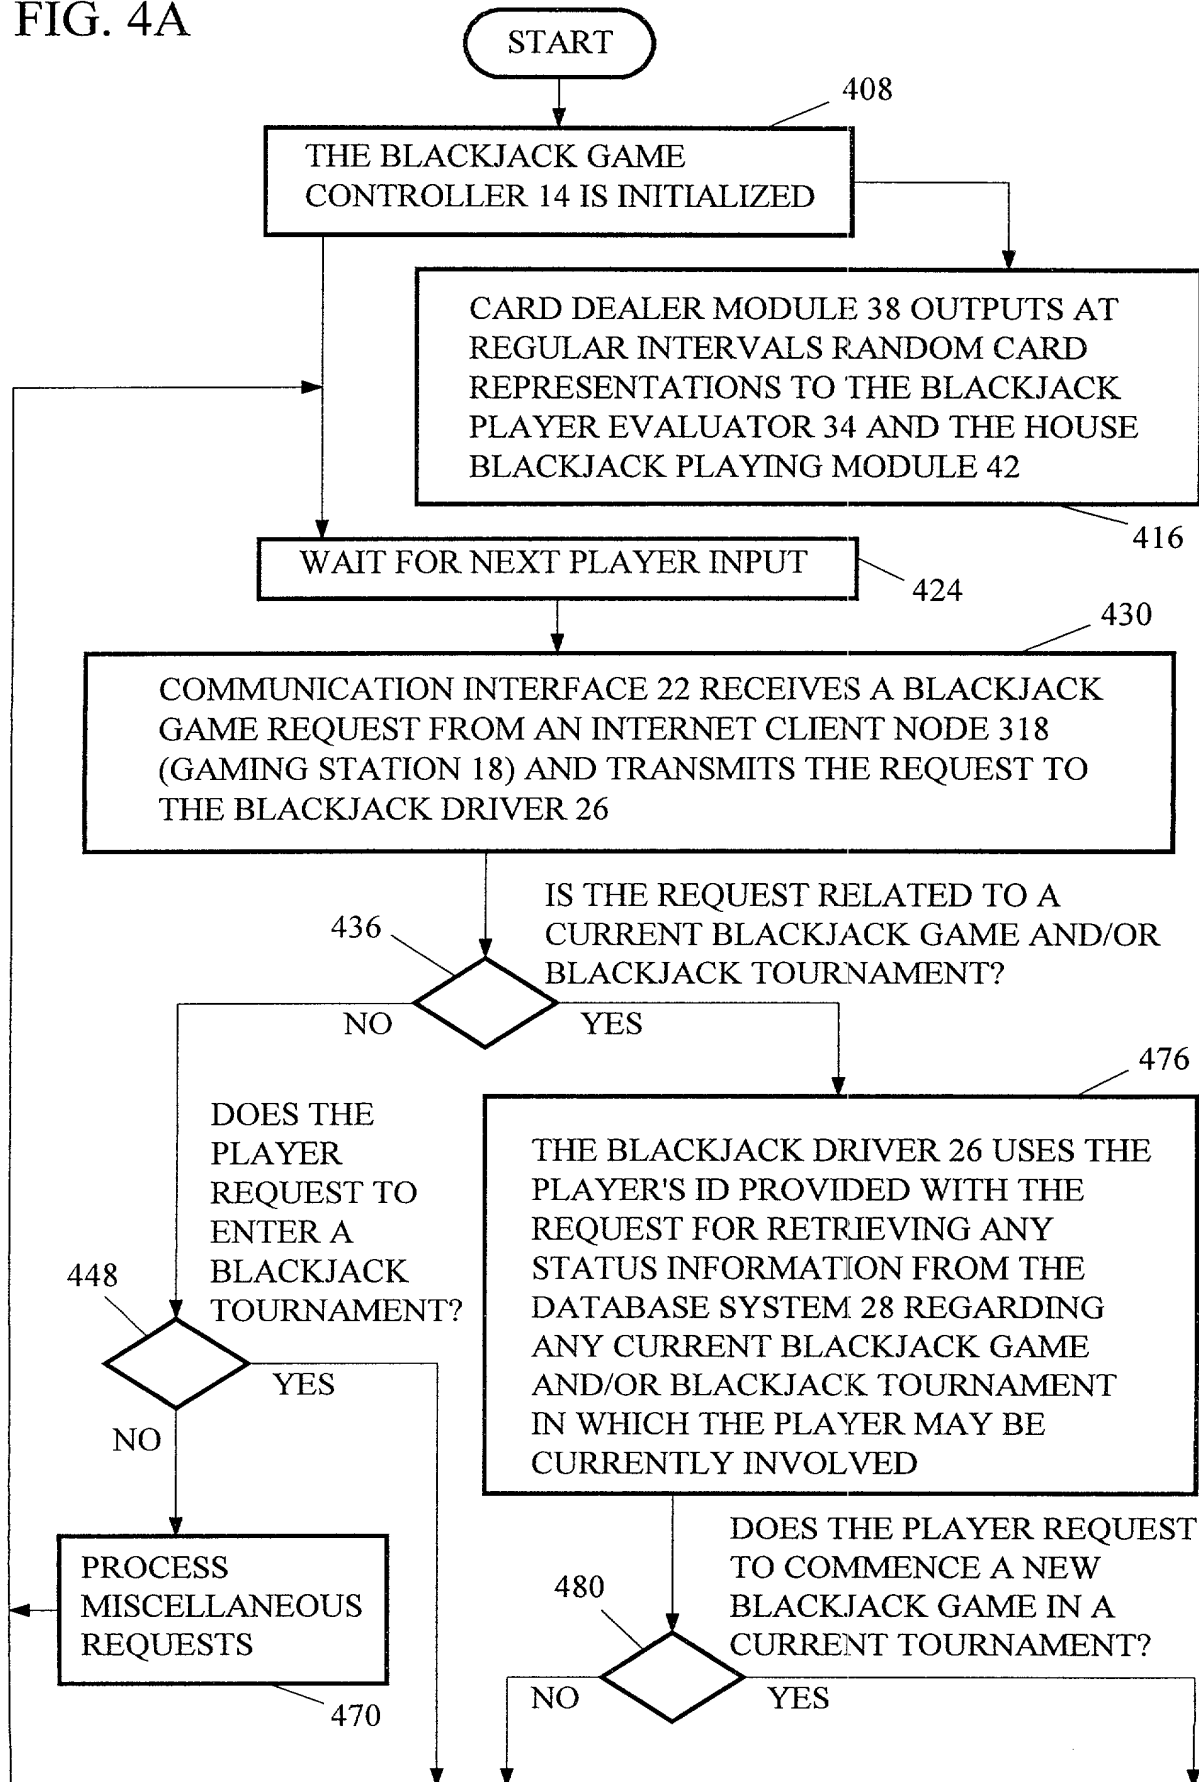 FIG. 4A
START
408
THE BLACKJACK GAME
CONTROLLER 14 IS INITIALIZED
CARD DEALER MODULE 38 OUTPUTS AT
REGULAR INTERVALS RANDOM CARD
REPRESENTATIONS TO THE BLACKJACK
PLAYER EVALUATOR 34 AND THE HOUSE
BLACKJACK PLAYING MODULE 42
416
WAIT FOR NEXT PLAYER INPUT
424
430
COMMUNICATION INTERFACE 22 RECEIVES A BLACKJACK
GAME REQUEST FROM AN INTERNET CLIENT NODE 318
(GAMING STATION 18) AND TRANSMITS THE REQUEST TO
THE BLACKJACK DRIVER 26
IS THE REQUEST RELATED TO A
CURRENT BLACKJACK GAME AND/OR
BLACKJACK TOURNAMENT?
436
NO
YES
476
DOES THE
PLAYER
REQUEST TO
ENTER A
BLACKJACK
TOURNAMENT?
448
YES
NO
THE BLACKJACK DRIVER 26 USES THE
PLAYER'S ID PROVIDED WITH THE
REQUEST FOR RETRIEVING ANY
STATUS INFORMATION FROM THE
DATABASE SYSTEM 28 REGARDING
ANY CURRENT BLACKJACK GAME
AND/OR BLACKJACK TOURNAMENT
IN WHICH THE PLAYER MAY BE
CURRENTLY INVOLVED
PROCESS
MISCELLANEOUS
REQUESTS
470
DOES THE PLAYER REQUEST
TO COMMENCE A NEW
BLACKJACK GAME IN A
CURRENT TOURNAMENT?
480
NO
YES